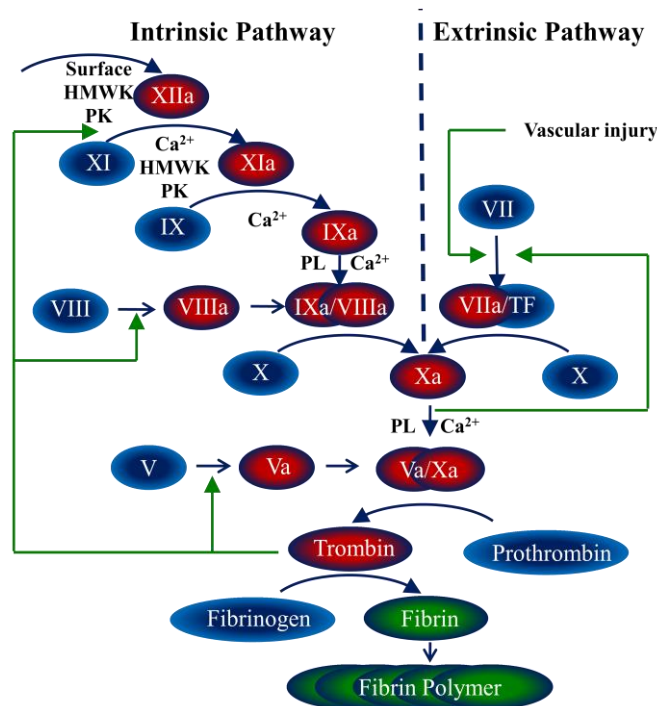 Intrinsic Pathway
Extrinsic Pathway
Surface
HMWK
PK
XIIa
Vascular injury
XI
Ca²⁺
HMWK
PK
XIa
IX
Ca²⁺
IXa
VII
PL
Ca²⁺
VIII
VIIIa
IXa/VIIIa
VIIa/TF
X
Xa
X
PL
Ca²⁺
V
Va
Va/Xa
Trombin
Prothrombin
Fibrinogen
Fibrin
Fibrin Polymer